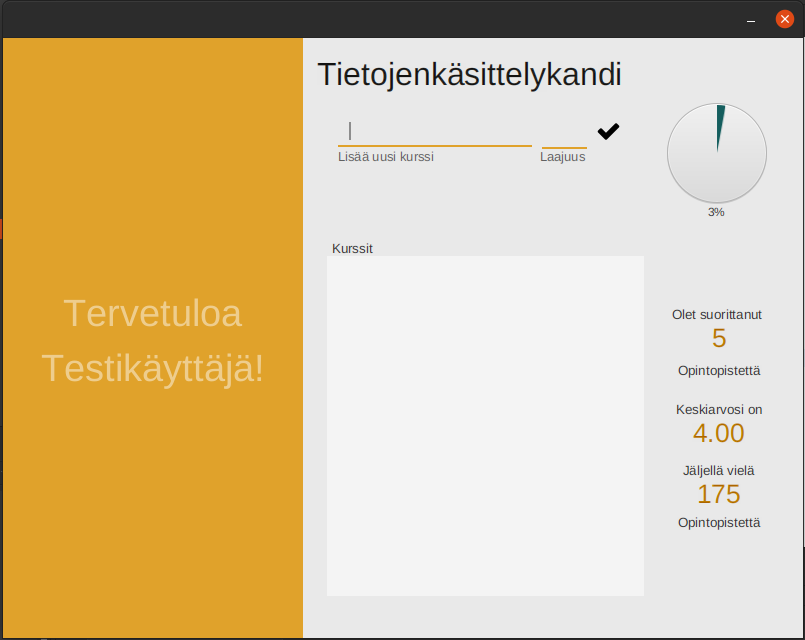 Tervetuloa
Testikäyttäjä!
Tietojenkäsittelykandi
Lisää uusi kurssi
Laajuus
3%
Kurssit
Olet suorittanut
5
Opintopistettä
Keskiarvosi on
4.00
Jäljellä vielä
175
Opintopistettä